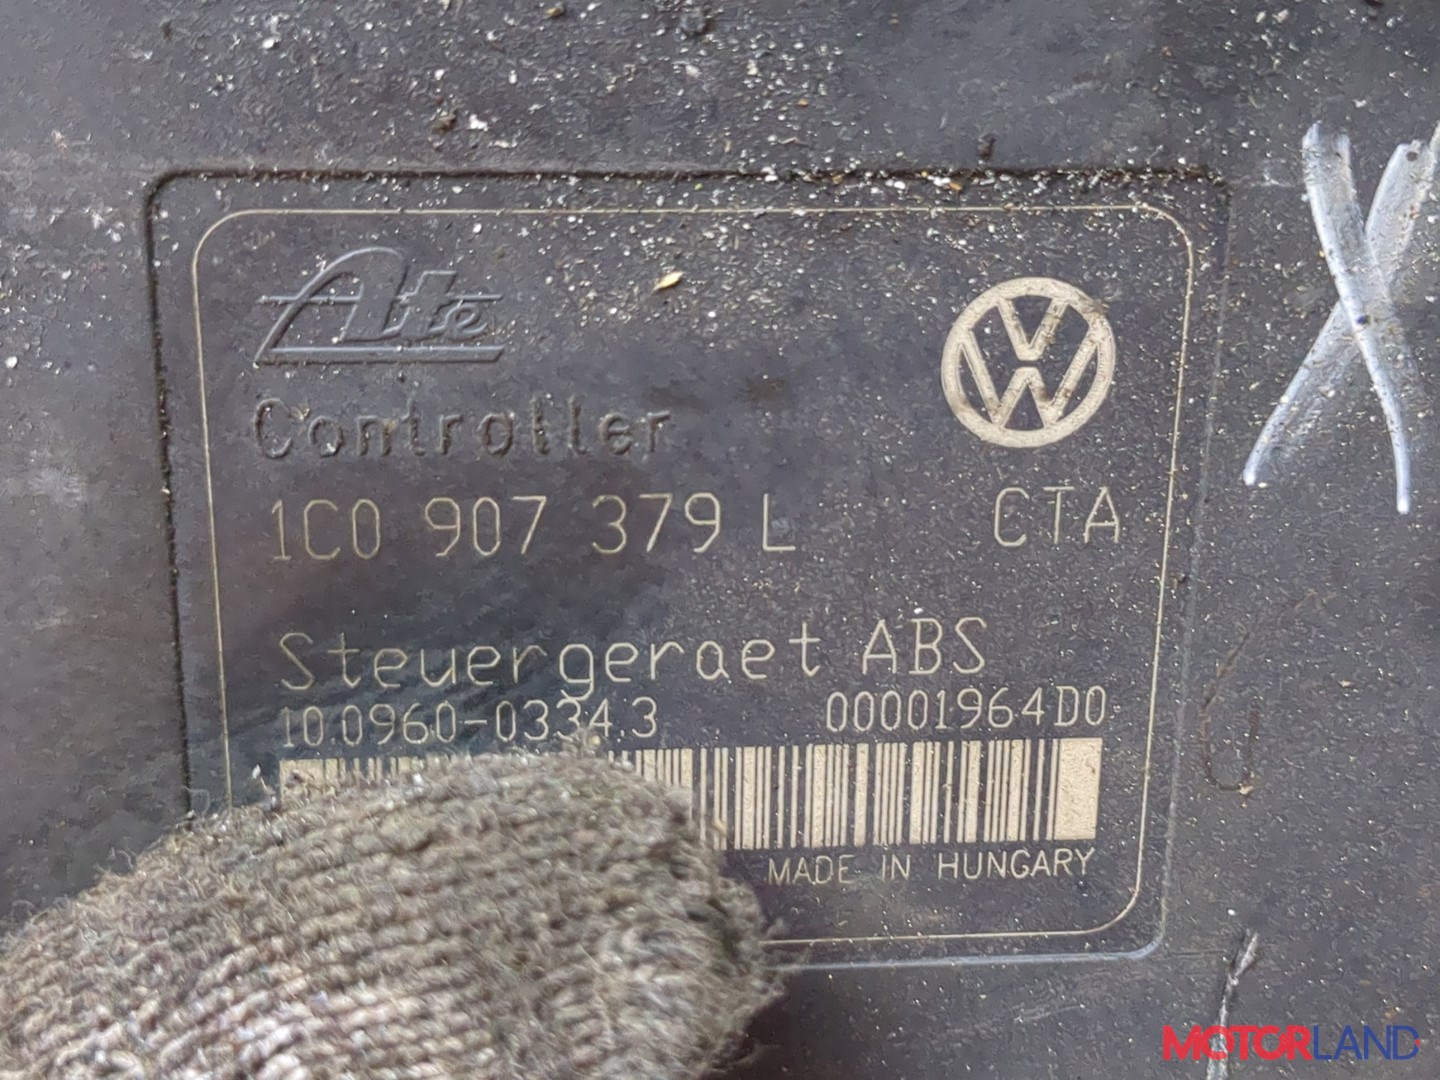 Ate
Controller
1C0 907 379 L CTA
Steuergeraet ABS
10.0960-0334.3 00001964D0
MADE IN HUNGARY
X
MOTORLAND